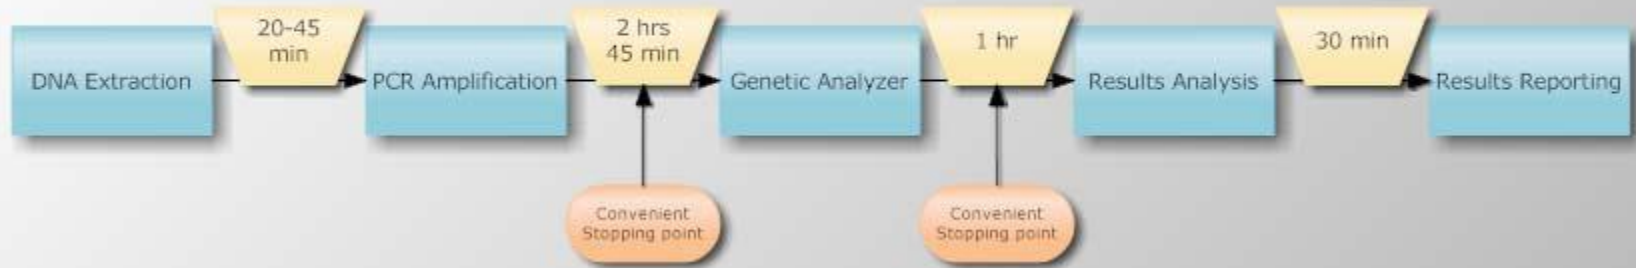 DNA Extraction
20-45
min
PCR Amplification
2 hrs
45 min
Genetic Analyzer
1 hr
Results Analysis
30 min
Results Reporting
Convenient
Stopping point
Convenient
Stopping point